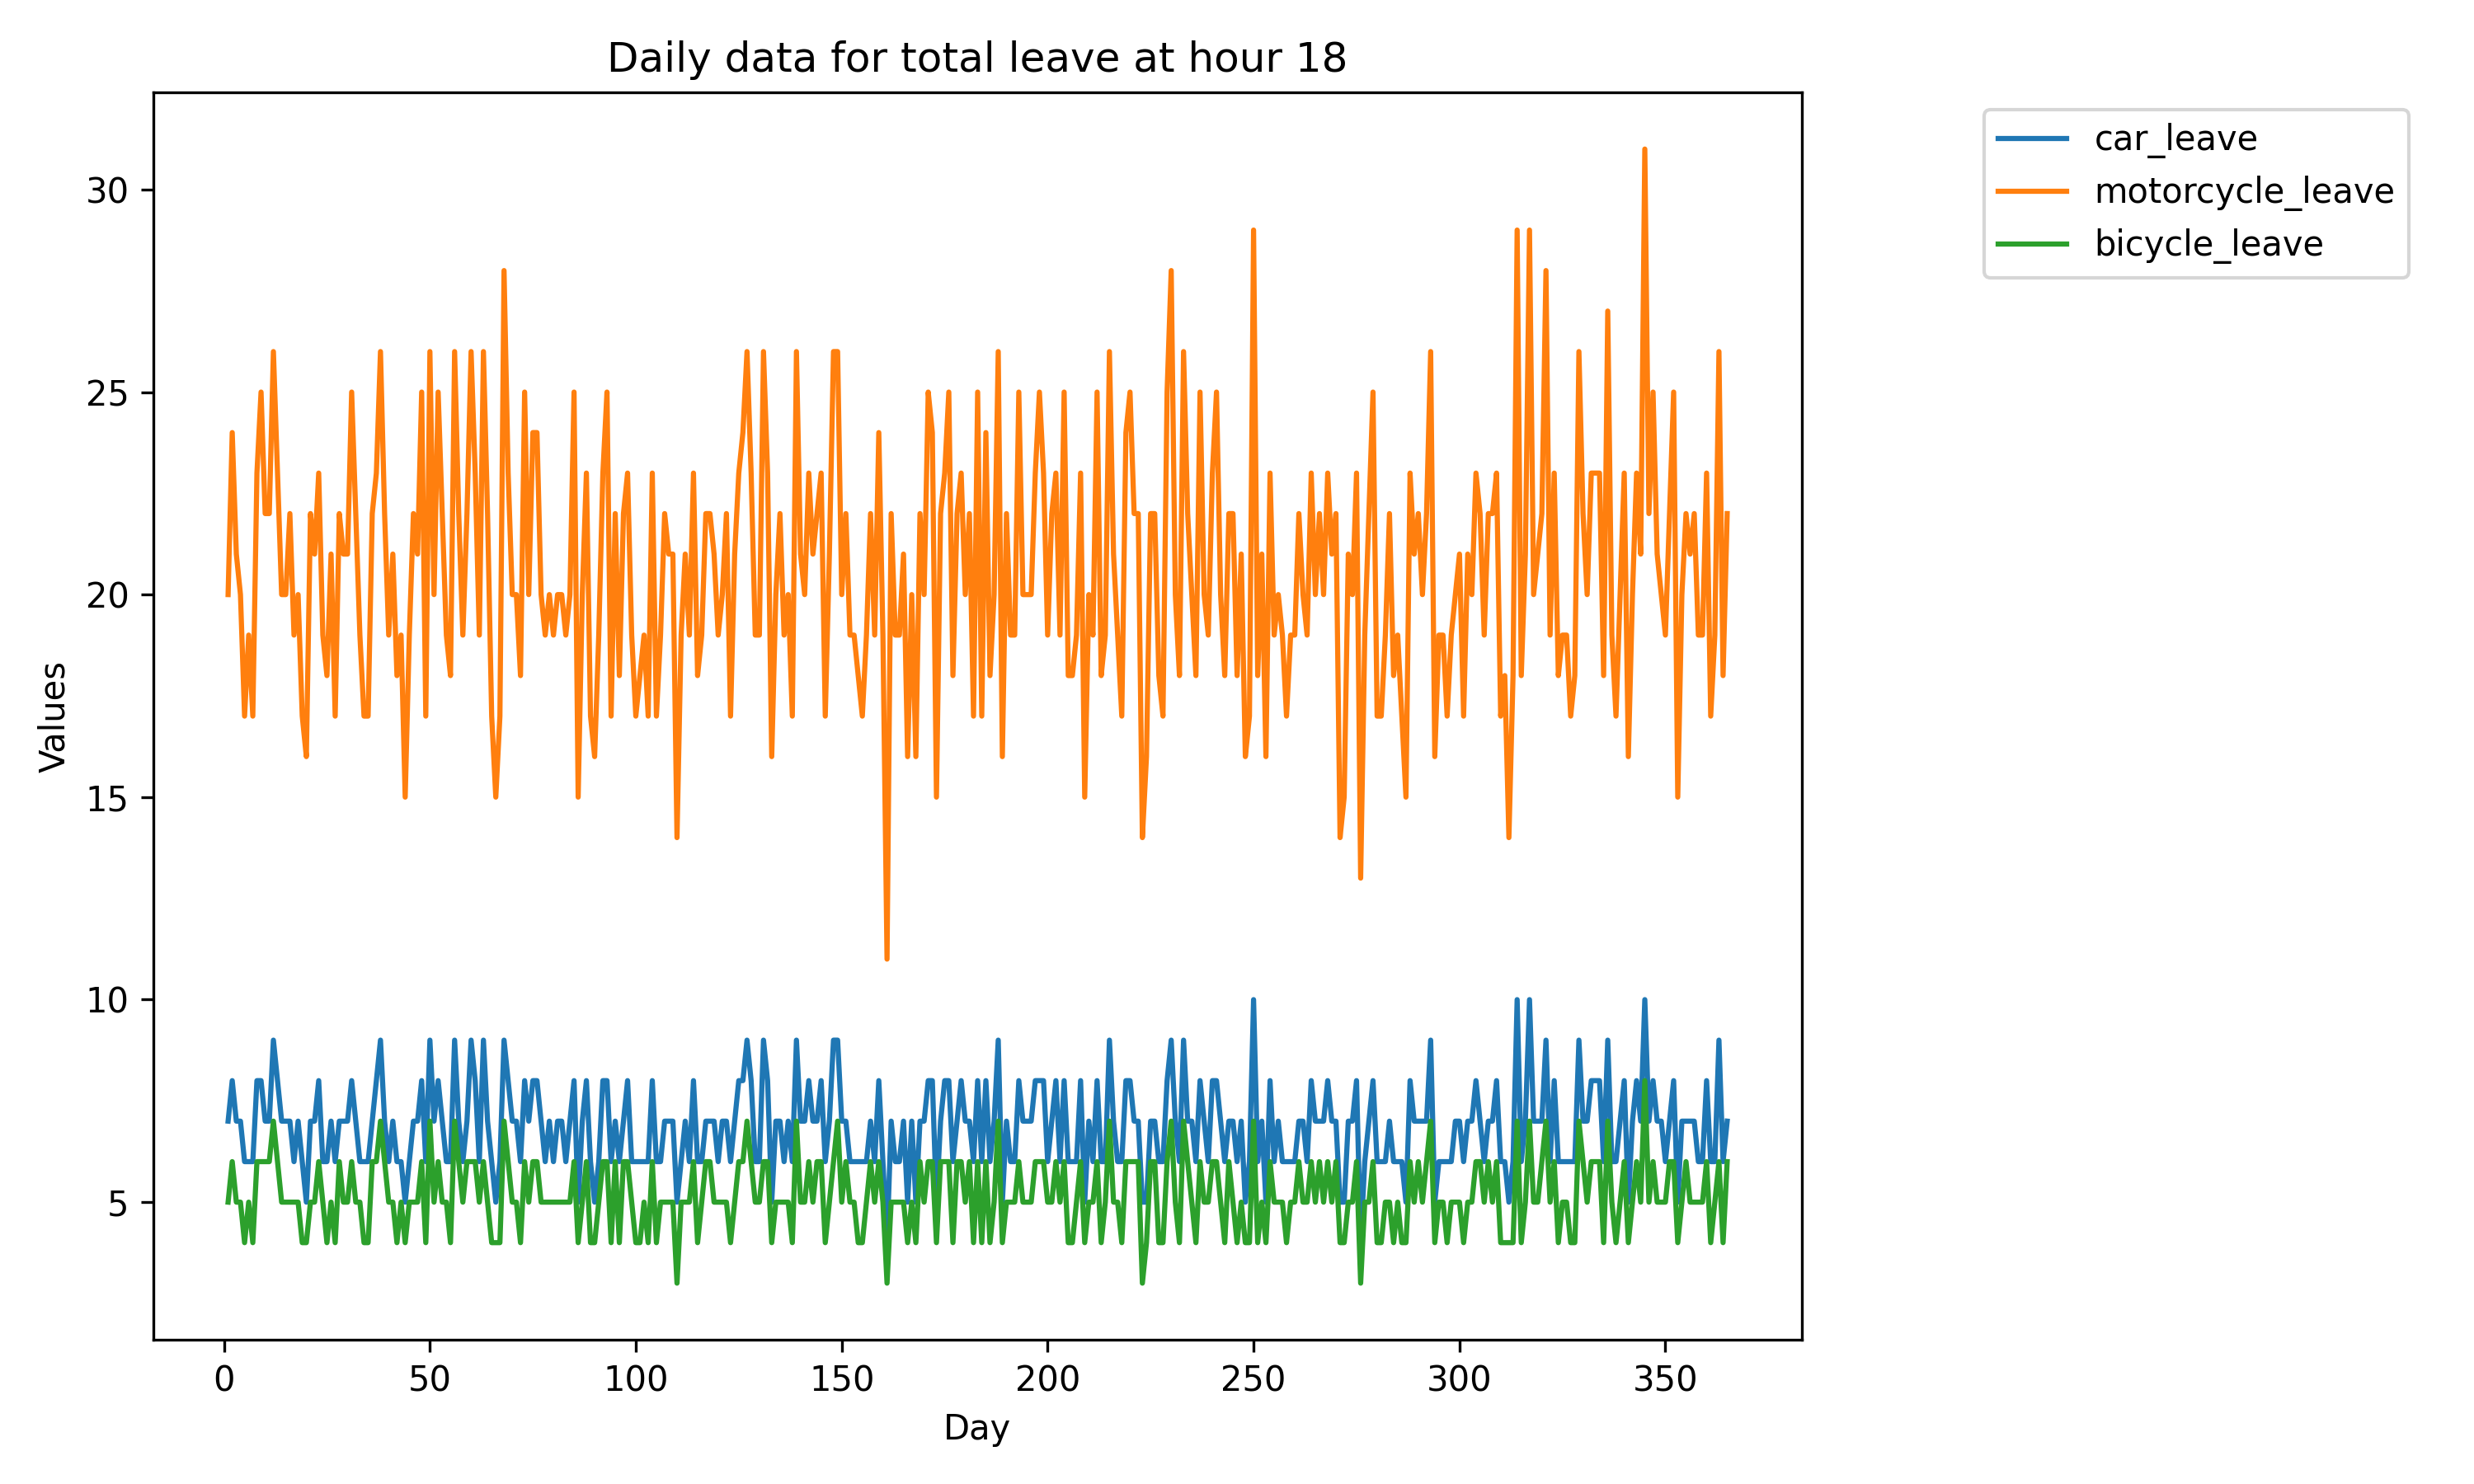 Daily data for total leave at hour 18
car_leave
motorcycle_leave
bicycle_leave
30
25
20
15
10
5
Values
0 50 100 150 200 250 300 350
Day